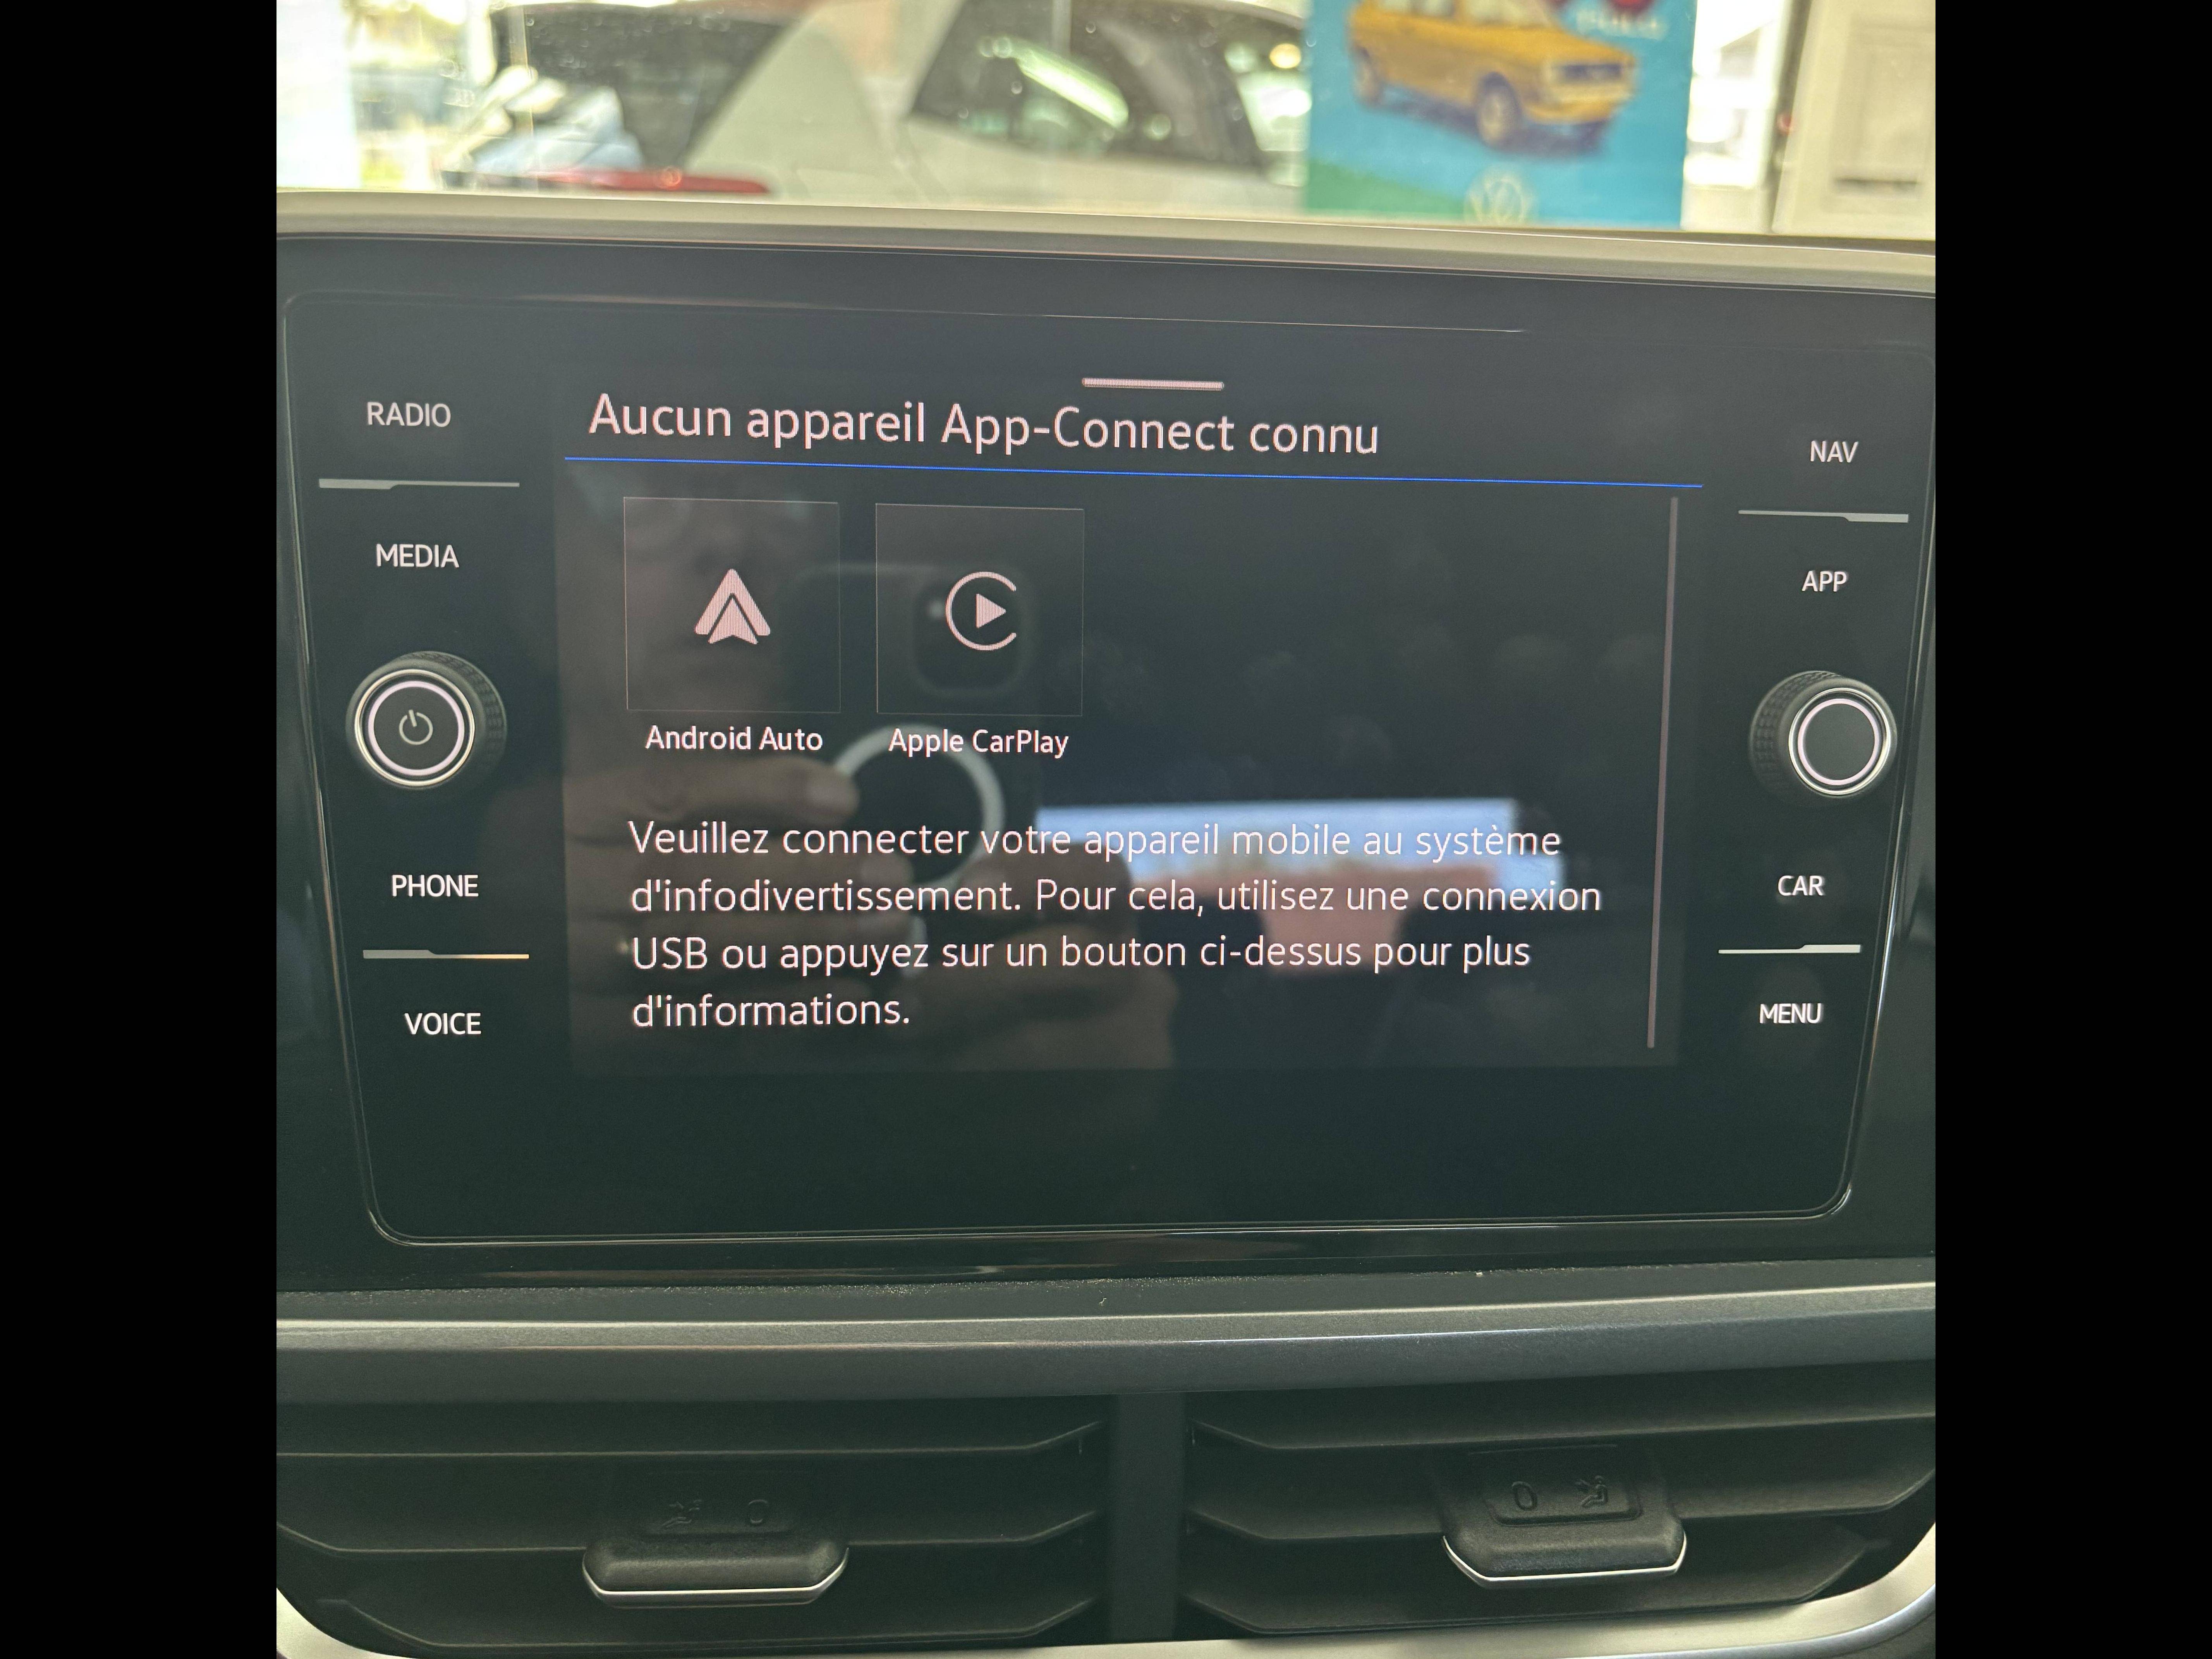 RADIO
MEDIA
PHONE
VOICE
Aucun appareil App-Connect connu
Android Auto
Apple CarPlay
Veuillez connecter votre appareil mobile au système
d'infodivertissement. Pour cela, utilisez une connexion
USB ou appuyez sur un bouton ci-dessus pour plus
d'informations.
NAV
APP
CAR
MENU
0
0